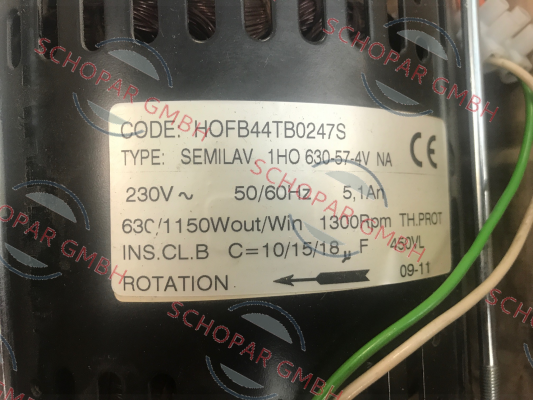 CODE: HOFB44TB0247S
TYPE: SEMILAV 1HO 630-57-4V NA CE
230V ~ 50/60Hz 5,1An
630/1150Wout/Win 1300Rpm TH.PROT
INS.CL.B C=10/15/18 µF 450VL
ROTATION 09-11
SCHOPAR GMBH
SCHOPAR GMBH
SCHOPAR GMBH
SCHOPAR GMBH